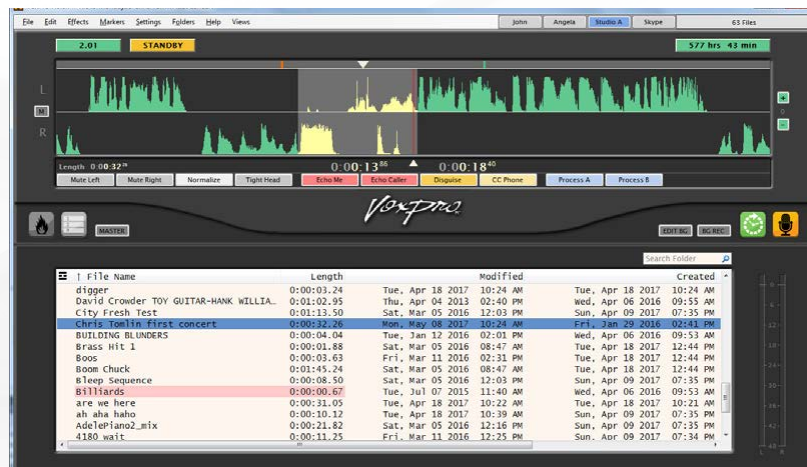 File Edit Effects Markers Settings Folders Help Views John Angela Studio A Skype 63 Files
2.01 STANDBY 577 hrs 43 min
L
M
R
0
Length 0:00:32 26 0:00:13 86 0:00:18 40
Mute Left Mute Right Normalize Tight Head Echo Me Echo Caller Disguise CC Phone Process A Process B
VoxPro
MASTER EDIT BG BG REC
Search Folder
↑ File Name Length Modified Created
digger 0:00:03.24 Tue, Apr 18 2017 10:24 AM Tue, Apr 18 2017 10:24 AM
David Crowder TOY GUITAR-HANK WILLIA… 0:01:02.95 Thu, Apr 04 2013 02:40 PM Wed, Apr 06 2016 09:55 AM
City Fresh Test 0:01:13.50 Sat, Mar 05 2016 12:03 PM Sun, Apr 09 2017 07:35 PM
Chris Tomlin first concert 0:00:32.26 Mon, May 08 2017 10:24 AM Fri, Jan 29 2016 02:41 PM
BUILDING BLUNDERS 0:00:04.04 Tue, Jan 12 2016 02:01 PM Wed, Apr 06 2016 09:53 AM
Brass Hit 1 0:00:01.88 Sat, Mar 05 2016 08:47 AM Tue, Apr 18 2017 12:44 PM
Boos 0:00:03.63 Fri, Mar 11 2016 02:31 PM Tue, Apr 18 2017 12:44 PM
Boom Chuck 0:01:45.24 Sat, Mar 05 2016 08:47 AM Tue, Apr 18 2017 12:44 PM
Bleep Sequence 0:00:08.50 Sat, Mar 05 2016 12:03 PM Sun, Apr 09 2017 07:35 PM
Billiards 0:00:00.67 Tue, Jul 07 2015 11:40 AM Wed, Apr 06 2016 09:53 AM
are we here 0:00:31.05 Tue, Apr 18 2017 10:22 AM Tue, Apr 18 2017 10:21 AM
ah aha haho 0:00:10.12 Tue, Apr 18 2017 10:39 AM Sun, Apr 09 2017 07:35 PM
AdelePiano2_mix 0:00:21.82 Sat, Mar 05 2016 12:16 PM Sun, Apr 09 2017 07:35 PM
4180 wait 0:00:11.25 Fri, Mar 11 2016 12:25 PM Sun, Apr 09 2017 07:34 PM
L R